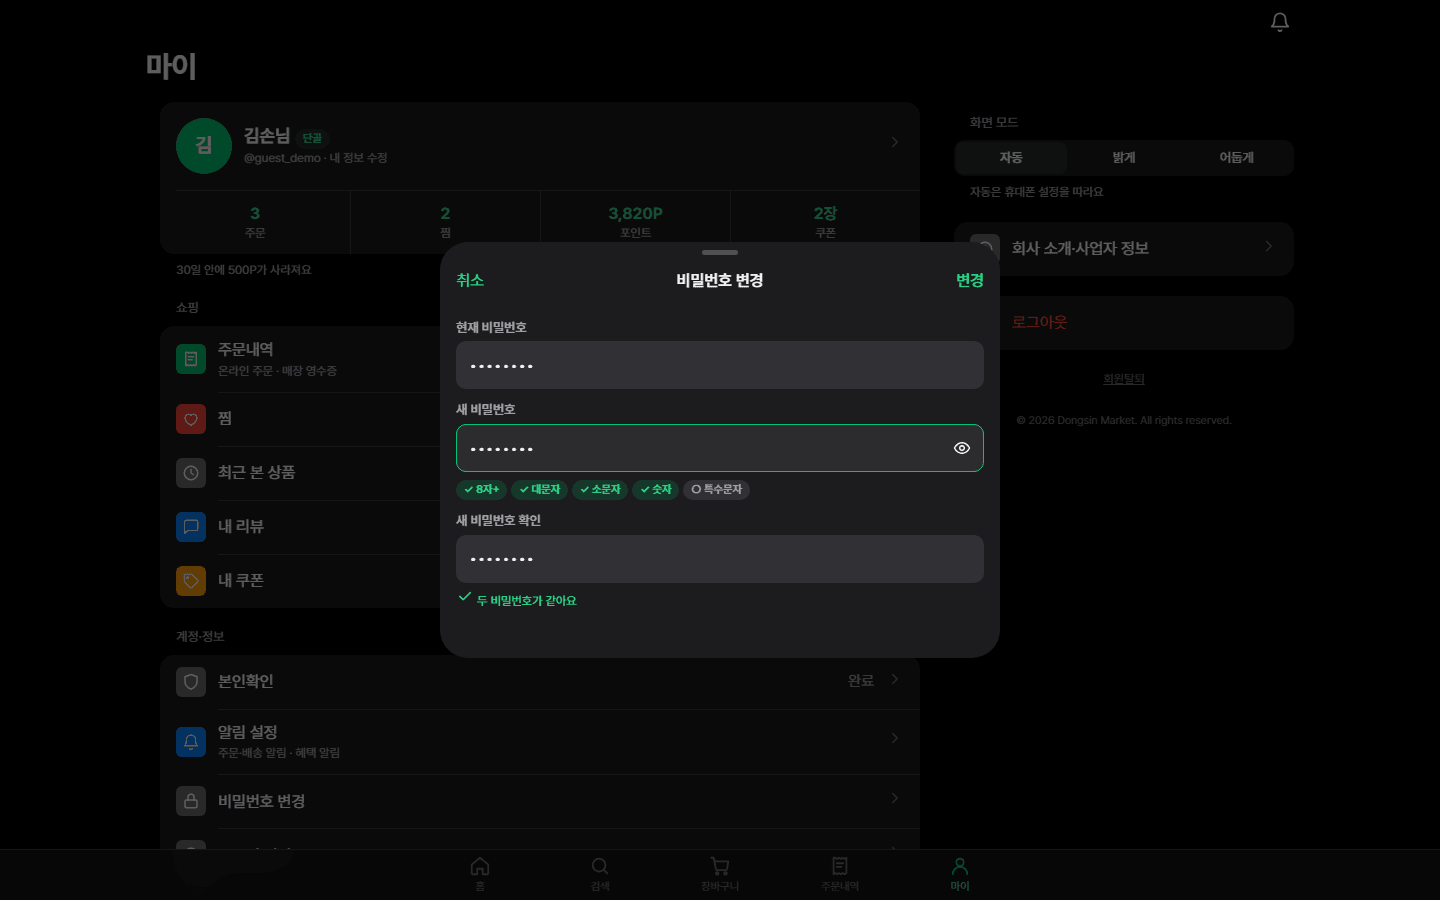 마이
김
김손님 단골
@guest_demo · 내 정보 수정
3
주문
2
찜
3,820P
포인트
2장
쿠폰
30일 안에 500P가 사라져요
쇼핑
주문내역
온라인 주문 · 매장 영수증
찜
최근 본 상품
내 리뷰
내 쿠폰
계정·정보
본인확인
완료
알림 설정
주문·배송 알림 · 혜택 알림
비밀번호 변경
화면 모드
자동
밝게
어둡게
자동은 휴대폰 설정을 따라요
회사 소개·사업자 정보
로그아웃
회원탈퇴
© 2026 Dongsin Market. All rights reserved.
취소
비밀번호 변경
변경
현재 비밀번호
새 비밀번호
8자+
대문자
소문자
숫자
특수문자
새 비밀번호 확인
두 비밀번호가 같아요
홈
검색
장바구니
주문내역
마이